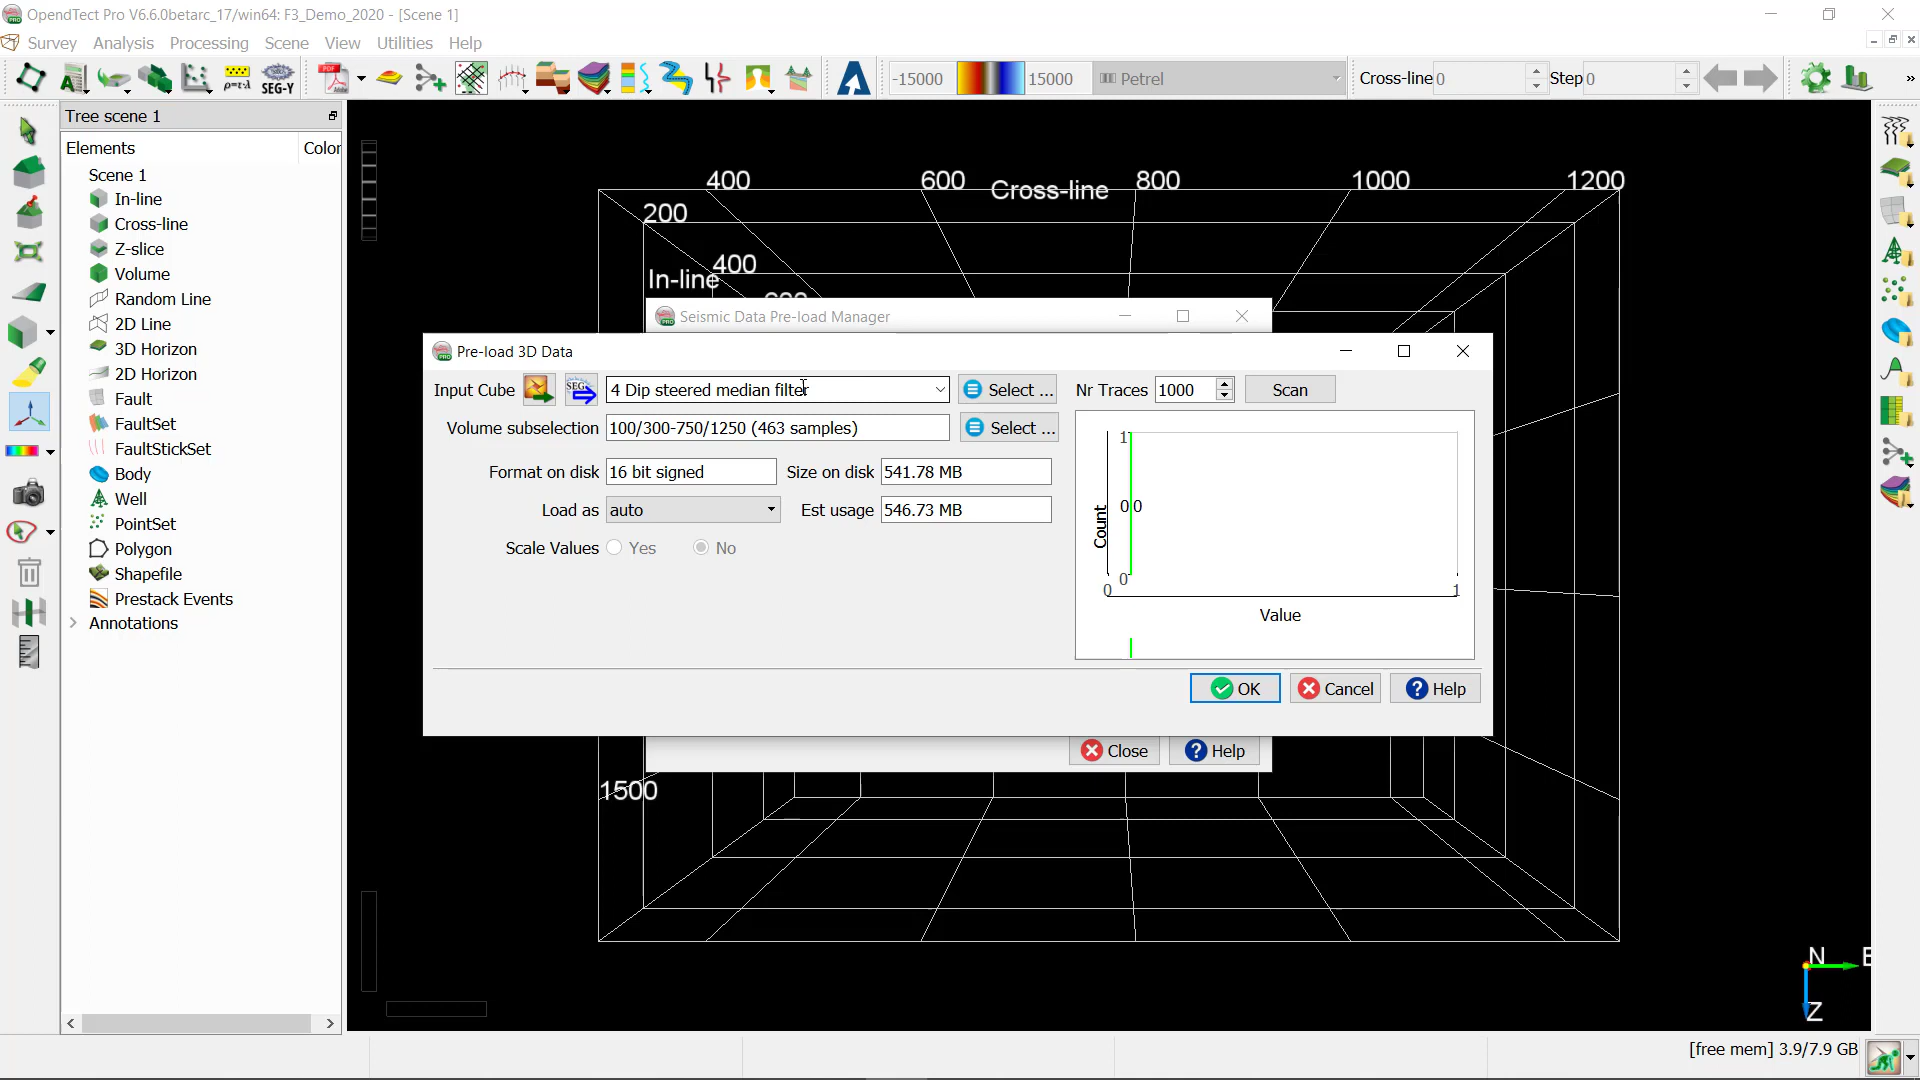 OpendTect Pro V6.6.0betarc_17/win64: F3_Demo_2020 - [Scene 1]
Survey Analysis Processing Scene View Utilities Help
PDF Adobe SEG-Y -15000 15000 Petrel Cross-line 0 Step 0 »
Tree scene 1
Elements Color
Scene 1
In-line
Cross-line
Z-slice
Volume
Random Line
2D Line
3D Horizon
2D Horizon
Fault
FaultSet
FaultStickSet
Body
Well
PointSet
Polygon
Shapefile
Prestack Events
Annotations
400 600 Cross-line 800 1000 1200
200
400
In-line
Seismic Data Pre-load Manager
Pre-load 3D Data
Input Cube SEG 4 Dip steered median filter Select ... Nr Traces 1000 Scan
Volume subselection 100/300-750/1250 (463 samples) Select ...
Format on disk 16 bit signed Size on disk 541.78 MB
Load as auto Est usage 546.73 MB
Scale Values Yes No
1
Count
0 0
0
0 1
Value
OK Cancel Help
Close Help
1500
N E
Z
[free mem] 3.9/7.9 GB